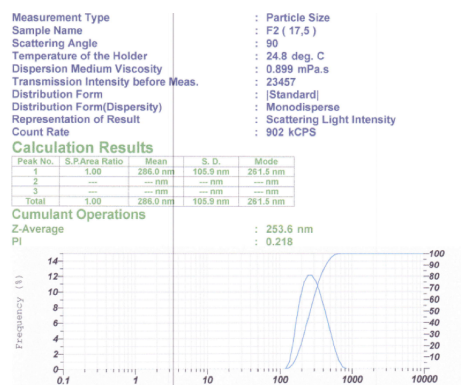 Measurement Type : Particle Size
Sample Name : F2 ( 17,5 )
Scattering Angle : 90
Temperature of the Holder : 24.8 deg. C
Dispersion Medium Viscosity : 0.899 mPa.s
Transmission Intensity before Meas. : 23457
Distribution Form : |Standard|
Distribution Form(Dispersity) : Monodisperse
Representation of Result : Scattering Light Intensity
Count Rate : 902 kCPS
Calculation Results
Peak No. S.P.Area Ratio Mean S. D. Mode
1 1.00 286.0 nm 105.9 nm 261.5 nm
2 --- --- nm --- nm --- nm
3 --- --- nm --- nm --- nm
Total 1.00 286.0 nm 105.9 nm 261.5 nm
Cumulant Operations
Z-Average : 253.6 nm
PI : 0.218
Frequency (%)
14
12
10
8
6
4
2
0
100
90
80
70
60
50
40
30
20
10
0.1 1 10 100 1000 10000